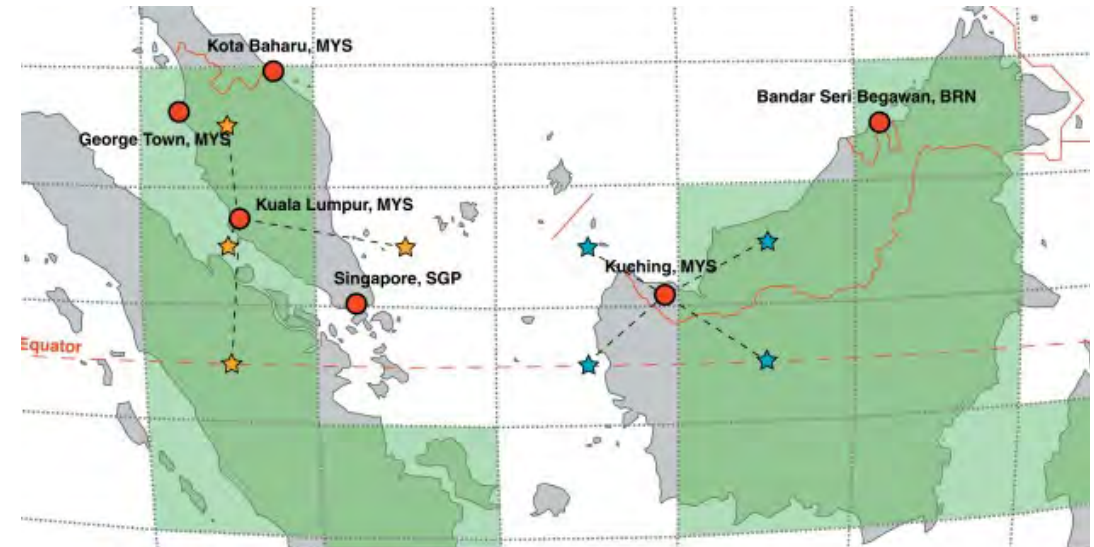 Kota Baharu, MYS
Bandar Seri Begawan, BRN
George Town, MYS
Kuala Lumpur, MYS
Kuching, MYS
Singapore, SGP
Equator